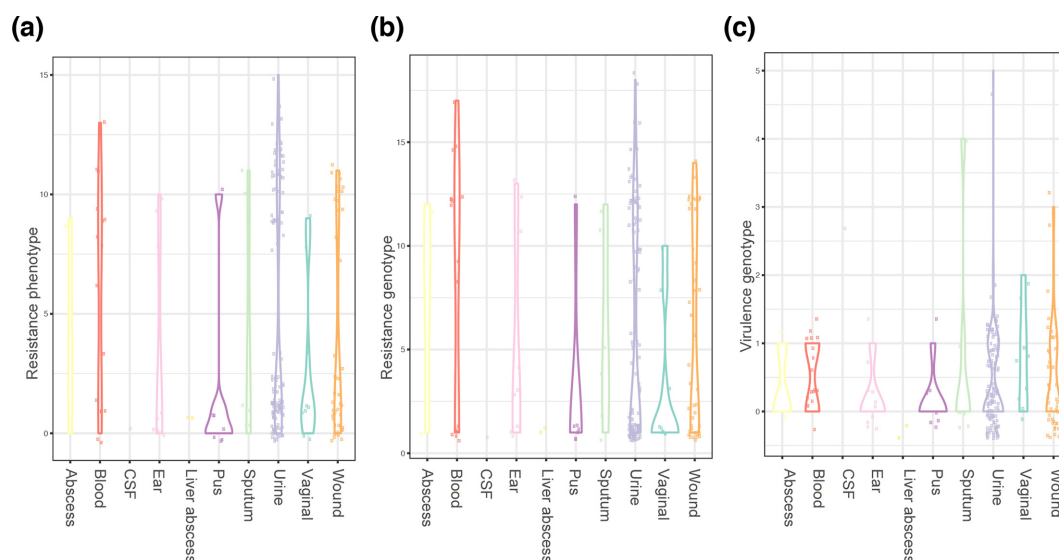 (a)
(b)
(c)
Resistance phenotype
15
10
5
0
Abscess
Blood
CSF
Ear
Liver abscess
Pus
Sputum
Urine
Vaginal
Wound
Resistance genotype
15
10
5
0
Abscess
Blood
CSF
Ear
Liver abscess
Pus
Sputum
Urine
Vaginal
Wound
Virulence genotype
5
4
3
2
1
0
Abscess
Blood
CSF
Ear
Liver abscess
Pus
Sputum
Urine
Vaginal
Wound